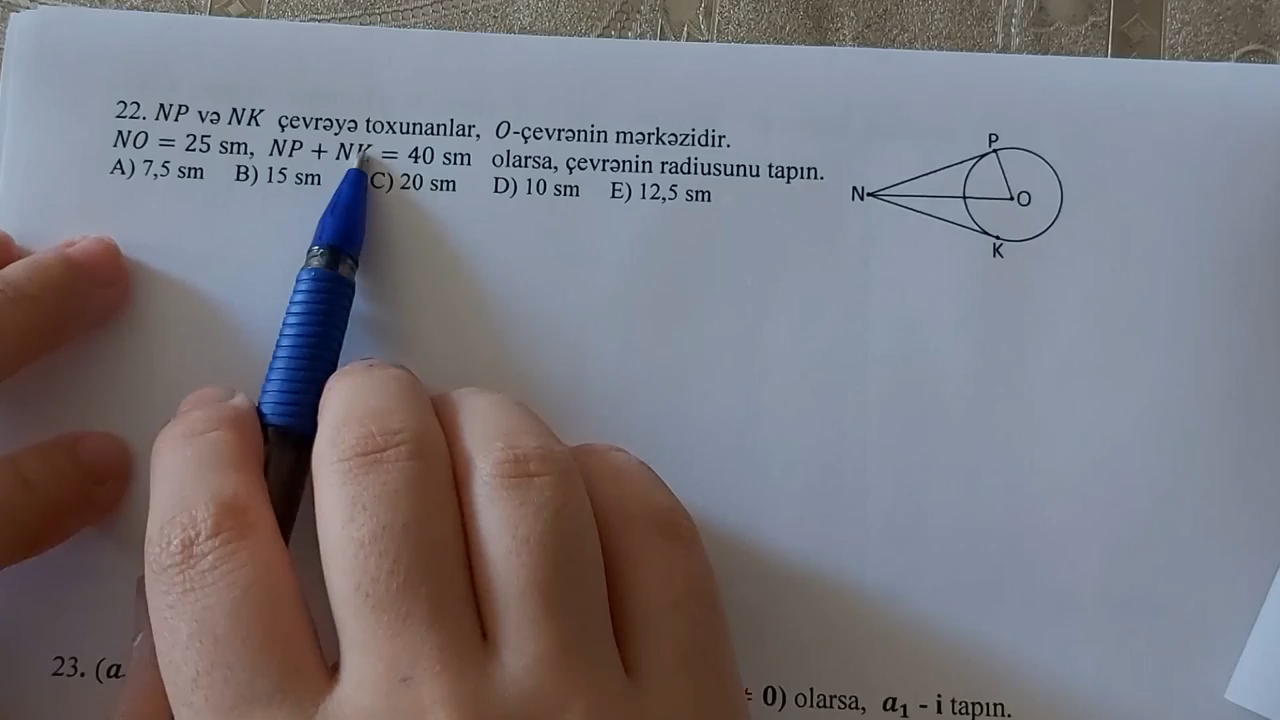 22. NP və NK çevrəyə toxunanlar, O-çevrənin mərkəzidir.
NO = 25 sm, NP + NK = 40 sm olarsa, çevrənin radiusunu tapın.
A) 7,5 sm B) 15 sm C) 20 sm D) 10 sm E) 12,5 sm
P
N
O
K
23. (a
0) olarsa, a₁ - i tapın.